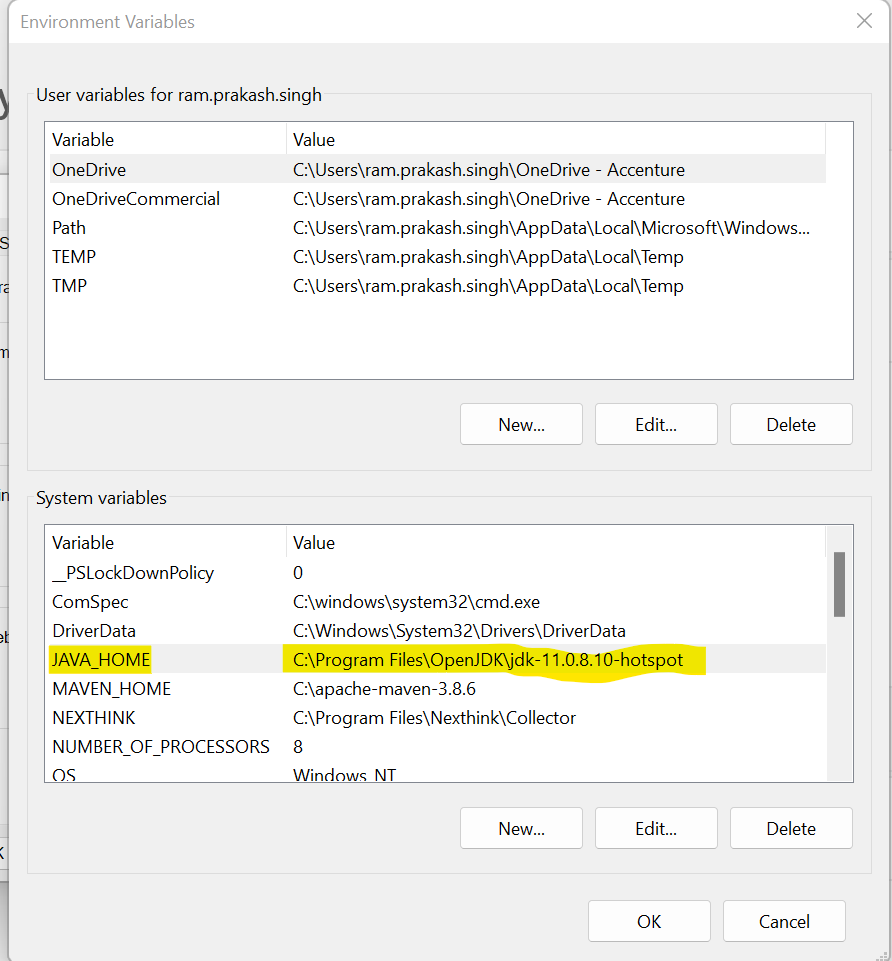 Environment Variables
User variables for ram.prakash.singh
Variable Value
OneDrive C:\Users\ram.prakash.singh\OneDrive - Accenture
OneDriveCommercial C:\Users\ram.prakash.singh\OneDrive - Accenture
Path C:\Users\ram.prakash.singh\AppData\Local\Microsoft\Windows...
TEMP C:\Users\ram.prakash.singh\AppData\Local\Temp
TMP C:\Users\ram.prakash.singh\AppData\Local\Temp
New... Edit... Delete
System variables
Variable Value
__PSLockDownPolicy 0
ComSpec C:\windows\system32\cmd.exe
DriverData C:\Windows\System32\Drivers\DriverData
JAVA_HOME C:\Program Files\OpenJDK\jdk-11.0.8.10-hotspot
MAVEN_HOME C:\apache-maven-3.8.6
NEXTHINK C:\Program Files\Nexthink\Collector
NUMBER_OF_PROCESSORS 8
OS Windows_NT
New... Edit... Delete
OK Cancel